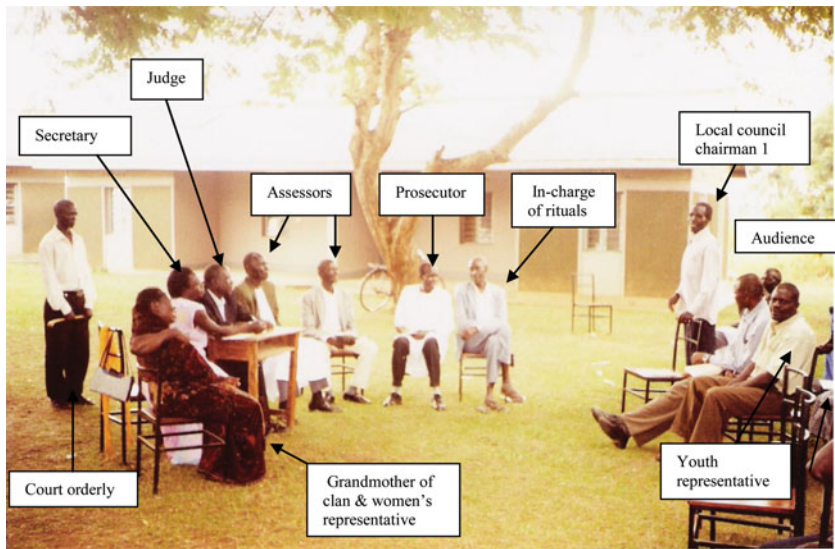 Judge
Secretary
Assessors
Prosecutor
In-charge
of rituals
Local council
chairman 1
Audience
Court orderly
Grandmother of
clan & women's
representative
Youth
representative